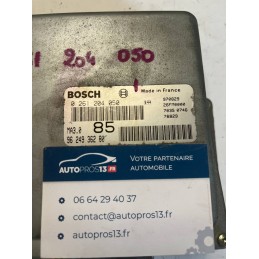 204 050
BOSCH
Made in France
0 261 204 050
MA3.0
85
96 249 362 80
AUTOPROS13.FR
VOTRE PARTENAIRE
AUTOMOBILE
06 64 29 40 37
contact@autopros13.fr
autopros13.fr